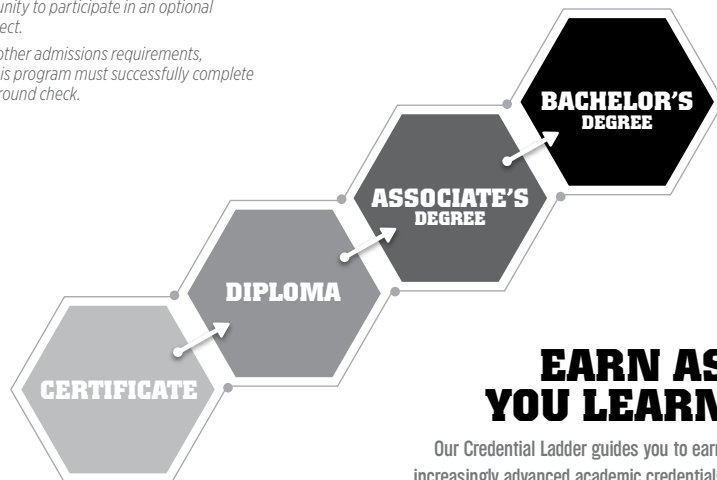 unity to participate in an optional
ect.
other admissions requirements,
is program must successfully complete
round check.
BACHELOR'S
DEGREE
ASSOCIATE'S
DEGREE
DIPLOMA
CERTIFICATE
EARN AS
YOU LEARN
Our Credential Ladder guides you to earn
increasingly advanced academic credentials